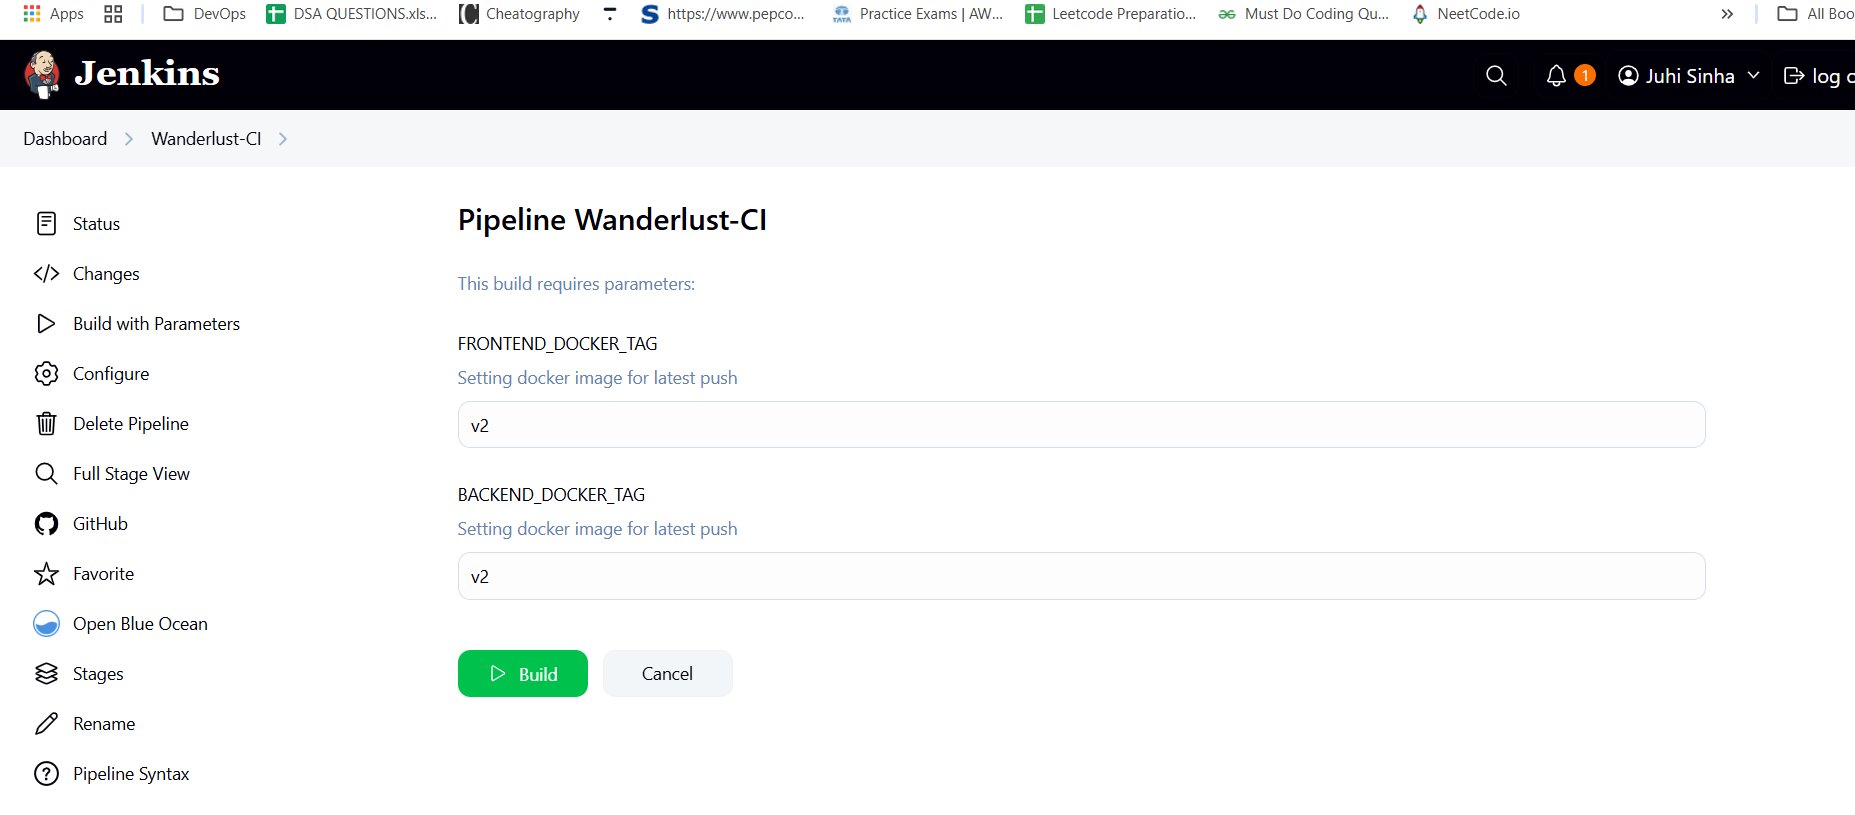 Apps DevOps DSA QUESTIONS.xls... Cheatography https://www.pepco... Practice Exams | AW... Leetcode Preparatio... Must Do Coding Qu... NeetCode.io » All Boo
Jenkins 1 Juhi Sinha log o
Dashboard Wanderlust-CI
Status
Changes
Build with Parameters
Configure
Delete Pipeline
Full Stage View
GitHub
Favorite
Open Blue Ocean
Stages
Rename
Pipeline Syntax
Pipeline Wanderlust-CI
This build requires parameters:
FRONTEND_DOCKER_TAG
Setting docker image for latest push
v2
BACKEND_DOCKER_TAG
Setting docker image for latest push
v2
Build Cancel